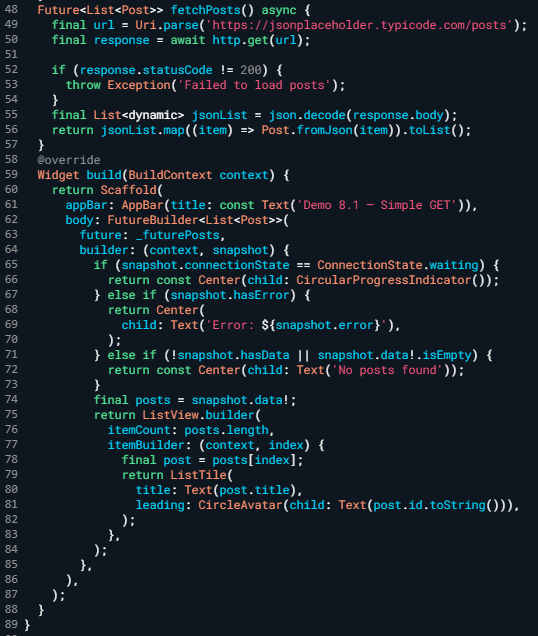 48 Future<List<Post>> fetchPosts() async {
49 final url = Uri.parse('https://jsonplaceholder.typicode.com/posts');
50 final response = await http.get(url);
51
52 if (response.statusCode != 200) {
53 throw Exception('Failed to load posts');
54 }
55 final List<dynamic> jsonList = json.decode(response.body);
56 return jsonList.map((item) => Post.fromJson(item)).toList();
57 }
58 @override
59 Widget build(BuildContext context) {
60 return Scaffold(
61 appBar: AppBar(title: const Text('Demo 8.1 – Simple GET')),
62 body: FutureBuilder<List<Post>>(
63 future: _futurePosts,
64 builder: (context, snapshot) {
65 if (snapshot.connectionState == ConnectionState.waiting) {
66 return const Center(child: CircularProgressIndicator());
67 } else if (snapshot.hasError) {
68 return Center(
69 child: Text('Error: ${snapshot.error}'),
70 );
71 } else if (!snapshot.hasData || snapshot.data!.isEmpty) {
72 return const Center(child: Text('No posts found'));
73 }
74 final posts = snapshot.data!;
75 return ListView.builder(
76 itemCount: posts.length,
77 itemBuilder: (context, index) {
78 final post = posts[index];
79 return ListTile(
80 title: Text(post.title),
81 leading: CircleAvatar(child: Text(post.id.toString())),
82 );
83 },
84 );
85 },
86 ),
87 );
88 }
89 }